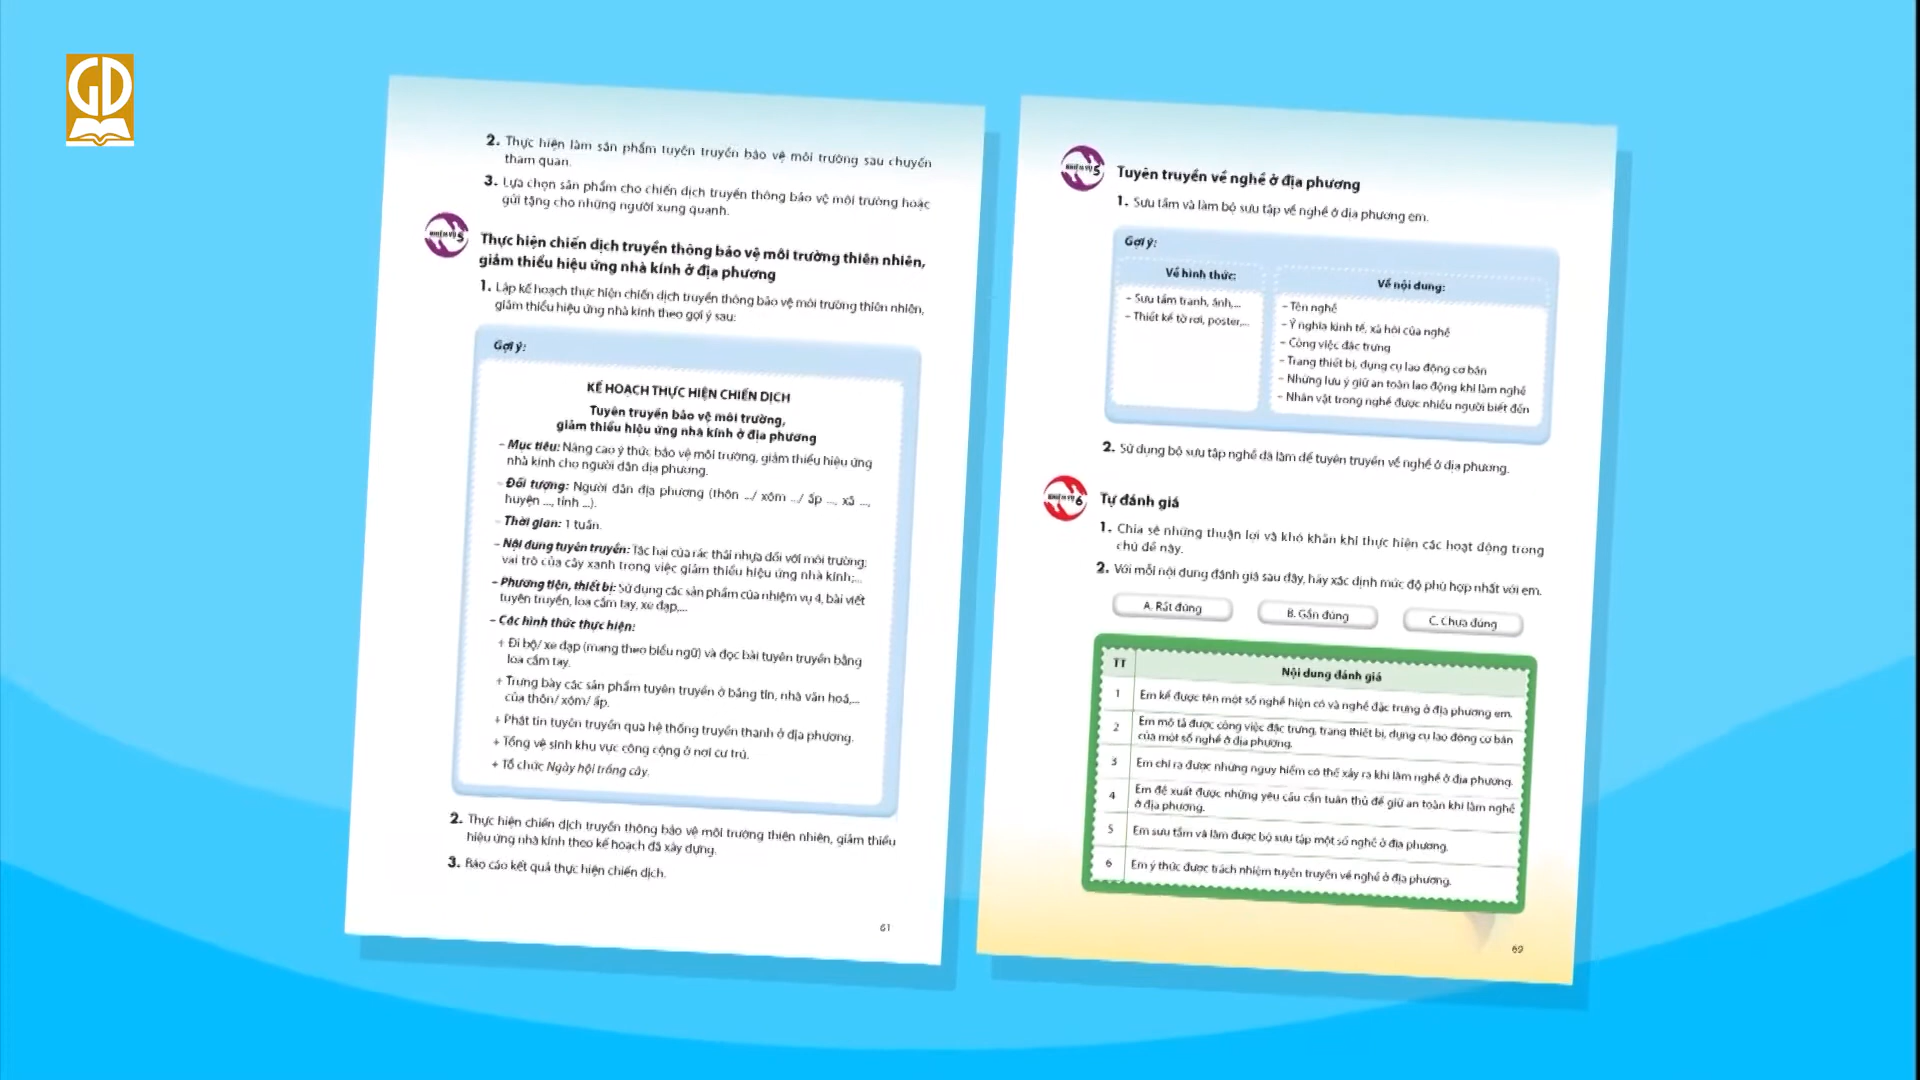 GD
2. Thực hiện làm sản phẩm tuyên truyền bảo vệ môi trường sau chuyến
tham quan.
3. Lựa chọn sản phẩm cho chiến dịch truyền thông bảo vệ môi trường hoặc
gửi tặng cho những người xung quanh.
NHIỆM VỤ 5
Thực hiện chiến dịch truyền thông bảo vệ môi trường thiên nhiên,
giảm thiểu hiệu ứng nhà kính ở địa phương
1. Lập kế hoạch thực hiện chiến dịch truyền thông bảo vệ môi trường thiên nhiên,
giảm thiểu hiệu ứng nhà kính theo gợi ý sau:
Gợi ý:
KẾ HOẠCH THỰC HIỆN CHIẾN DỊCH
Tuyên truyền bảo vệ môi trường,
giảm thiểu hiệu ứng nhà kính ở địa phương
– Mục tiêu: Nâng cao ý thức bảo vệ môi trường, giảm thiểu hiệu ứng
nhà kính cho người dân địa phương.
– Đối tượng: Người dân địa phương (thôn .../ xóm .../ ấp ..., xã ...,
huyện ..., tỉnh ...).
– Thời gian: 1 tuần.
– Nội dung tuyên truyền: Tác hại của rác thải nhựa đối với môi trường;
vai trò của cây xanh trong việc giảm thiểu hiệu ứng nhà kính;...
– Phương tiện, thiết bị: Sử dụng các sản phẩm của nhiệm vụ 4, bài viết
tuyên truyền, loa cầm tay, xe đạp,...
– Các hình thức thực hiện:
+ Đi bộ/ xe đạp (mang theo biểu ngữ) và đọc bài tuyên truyền bằng
loa cầm tay.
+ Trưng bày các sản phẩm tuyên truyền ở bảng tin, nhà văn hoá,...
của thôn/ xóm/ ấp.
+ Phát tin tuyên truyền qua hệ thống truyền thanh ở địa phương.
+ Tổng vệ sinh khu vực công cộng ở nơi cư trú.
+ Tổ chức Ngày hội trồng cây.
2. Thực hiện chiến dịch truyền thông bảo vệ môi trường thiên nhiên, giảm thiểu
hiệu ứng nhà kính theo kế hoạch đã xây dựng.
3. Báo cáo kết quả thực hiện chiến dịch.
61
NHIỆM VỤ 5
Tuyên truyền về nghề ở địa phương
1. Sưu tầm và làm bộ sưu tập về nghề ở địa phương em.
Gợi ý:
Về hình thức:
– Sưu tầm tranh, ảnh,...
– Thiết kế tờ rơi, poster,...
Về nội dung:
– Tên nghề
– Ý nghĩa kinh tế, xã hội của nghề
– Công việc đặc trưng
– Trang thiết bị, dụng cụ lao động cơ bản
– Những lưu ý giữ an toàn lao động khi làm nghề
– Nhân vật trong nghề được nhiều người biết đến
2. Sử dụng bộ sưu tập nghề đã làm để tuyên truyền về nghề ở địa phương.
NHIỆM VỤ 6
Tự đánh giá
1. Chia sẻ những thuận lợi và khó khăn khi thực hiện các hoạt động trong
chủ đề này.
2. Với mỗi nội dung đánh giá sau đây, hãy xác định mức độ phù hợp nhất với em.
A. Rất đúng
B. Gần đúng
C. Chưa đúng
TT Nội dung đánh giá
1 Em kể được tên một số nghề hiện có và nghề đặc trưng ở địa phương em.
2 Em mô tả được công việc đặc trưng, trang thiết bị, dụng cụ lao động cơ bản
của một số nghề ở địa phương.
3 Em chỉ ra được những nguy hiểm có thể xảy ra khi làm nghề ở địa phương.
4 Em đề xuất được những yêu cầu cần tuân thủ để giữ an toàn khi làm nghề
ở địa phương.
5 Em sưu tầm và làm được bộ sưu tập một số nghề ở địa phương.
6 Em ý thức được trách nhiệm tuyên truyền về nghề ở địa phương.
69